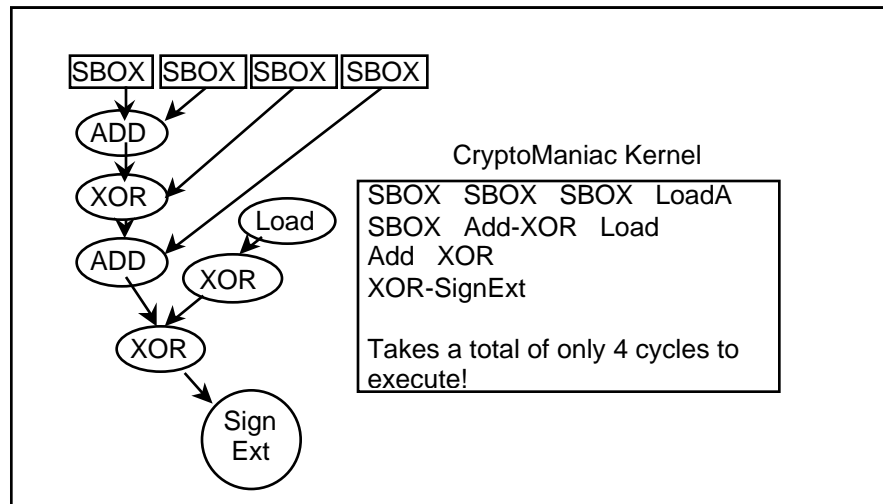 SBOX SBOX SBOX SBOX
ADD
XOR
Load
ADD
XOR
XOR
Sign
Ext
CryptoManiac Kernel
SBOX SBOX SBOX LoadA
SBOX Add-XOR Load
Add XOR
XOR-SignExt
Takes a total of only 4 cycles to
execute!